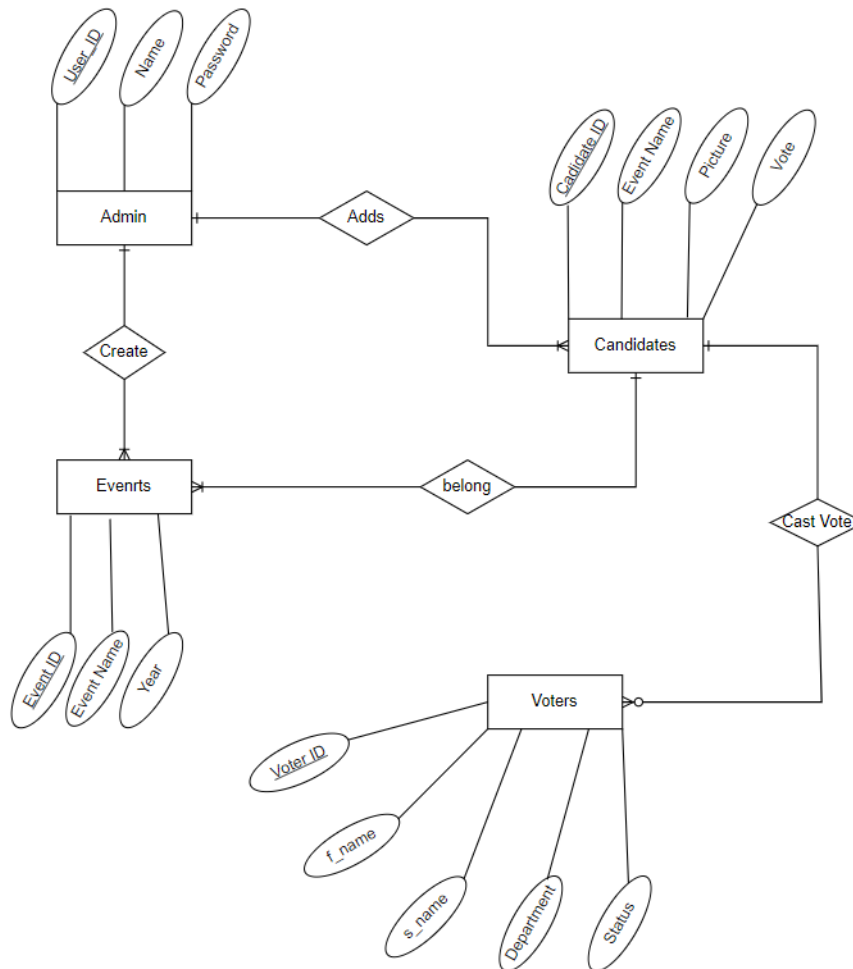 User_ID
Name
Password
Cadidate ID
Event Name
Picture
Vote
Admin
Adds
Create
Candidates
Evenrts
belong
Cast Vote
Event ID
Event Name
Year
Voters
Voter ID
f_name
s_name
Department
Status